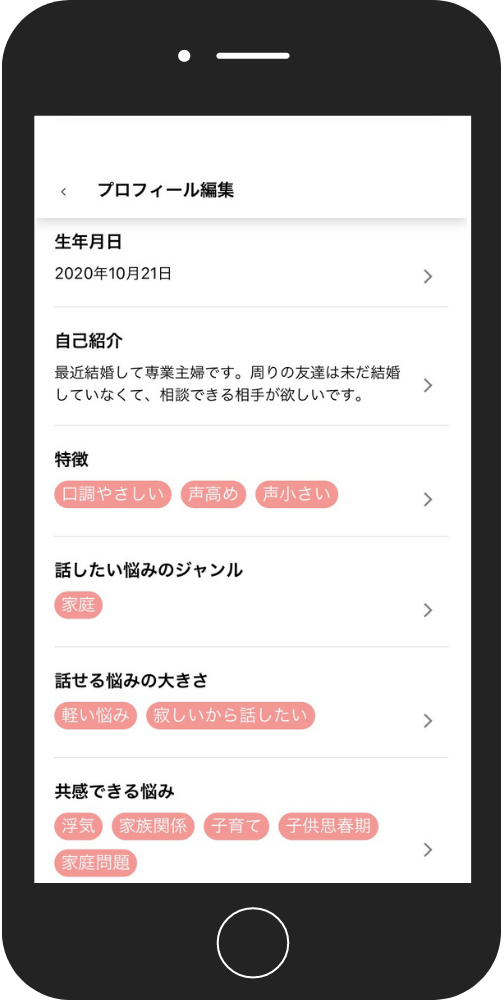 プロフィール編集
生年月日
2020年10月21日
自己紹介
最近結婚して専業主婦です。周りの友達は未だ結婚
していなくて、相談できる相手が欲しいです。
特徴
口調やさしい 声高め 声小さい
話したい悩みのジャンル
家庭
話せる悩みの大きさ
軽い悩み 寂しいから話したい
共感できる悩み
浮気 家族関係 子育て 子供思春期
家庭問題